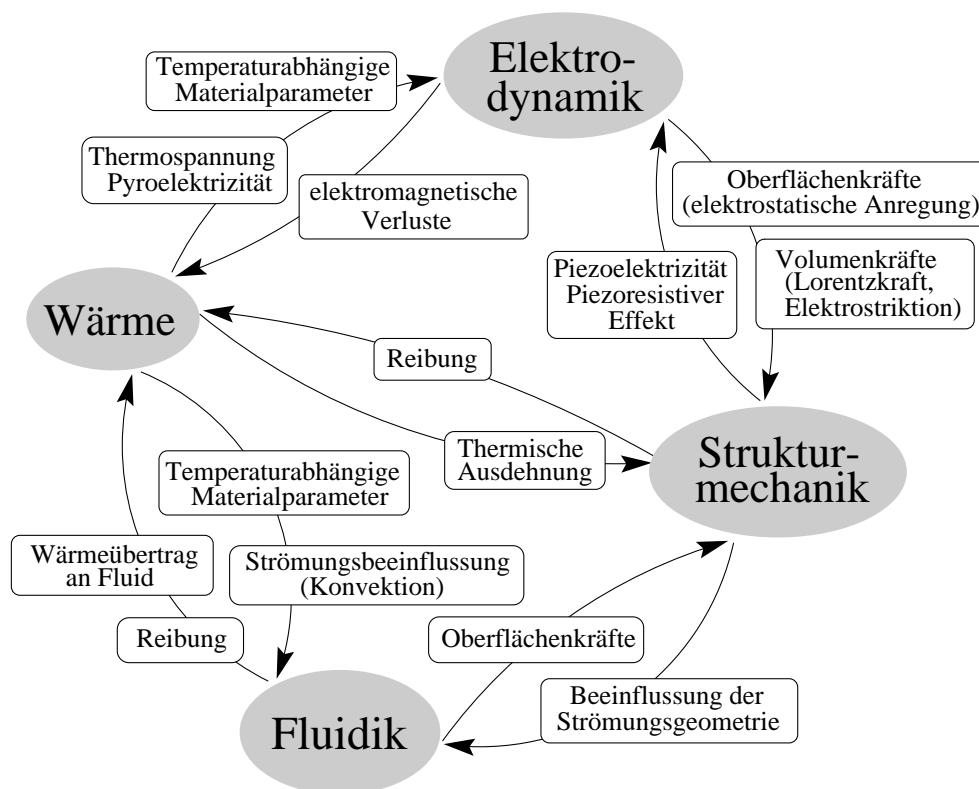 Elektro-
dynamik
Temperaturabhängige
Materialparameter
Thermospannung
Pyroelektrizität
elektromagnetische
Verluste
Oberflächenkräfte
(elektrostatische Anregung)
Piezoelektrizität
Piezoresistiver
Effekt
Volumenkräfte
(Lorentzkraft,
Elektrostriktion)
Wärme
Reibung
Thermische
Ausdehnung
Struktur-
mechanik
Temperaturabhängige
Materialparameter
Wärmeübertrag
an Fluid
Strömungsbeeinflussung
(Konvektion)
Reibung
Oberflächenkräfte
Beeinflussung der
Strömungsgeometrie
Fluidik